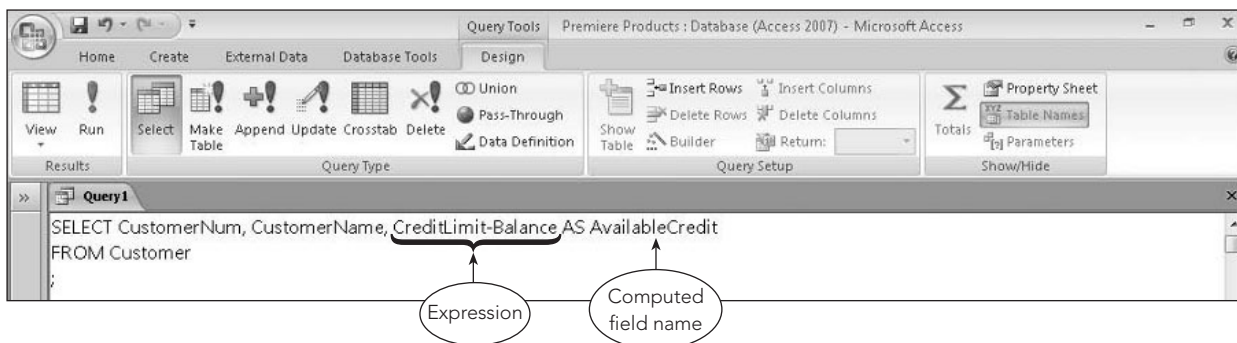 Query Tools Premiere Products : Database (Access 2007) - Microsoft Access
Home Create External Data Database Tools Design
View
Run
Select
Make
Table
Append Update Crosstab Delete
Union
Pass-Through
Data Definition
Show
Table
Insert Rows
Delete Rows
Builder
Insert Columns
Delete Columns
Return:
Totals
Property Sheet
XYZ
Table Names
[?] Parameters
Results Query Type Query Setup Show/Hide
» Query1
SELECT CustomerNum, CustomerName, CreditLimit-Balance AS AvailableCredit
FROM Customer
;
Expression
Computed
field name